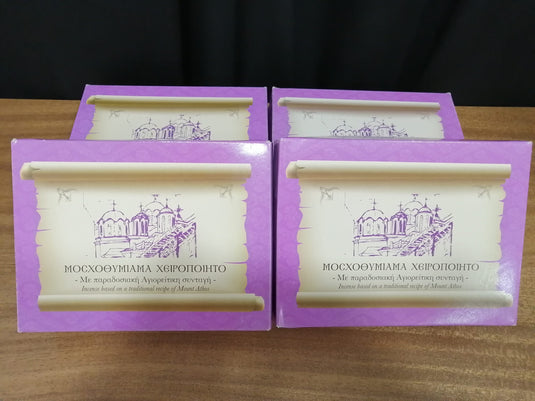 ΜΟΣΧΟΘΥΜΙΑΜΑ ΧΕΙΡΟΠΟΙΗΤΟ
- Με παραδοσιακή Αγιορείτικη συνταγή -
Incense based on a traditional recipe of Mount Athos
ΜΟΣΧΟΘΥΜΙΑΜΑ ΧΕΙΡΟΠΟΙΗΤΟ
- Με παραδοσιακή Αγιορείτικη συνταγή -
Incense based on a traditional recipe of Mount Athos